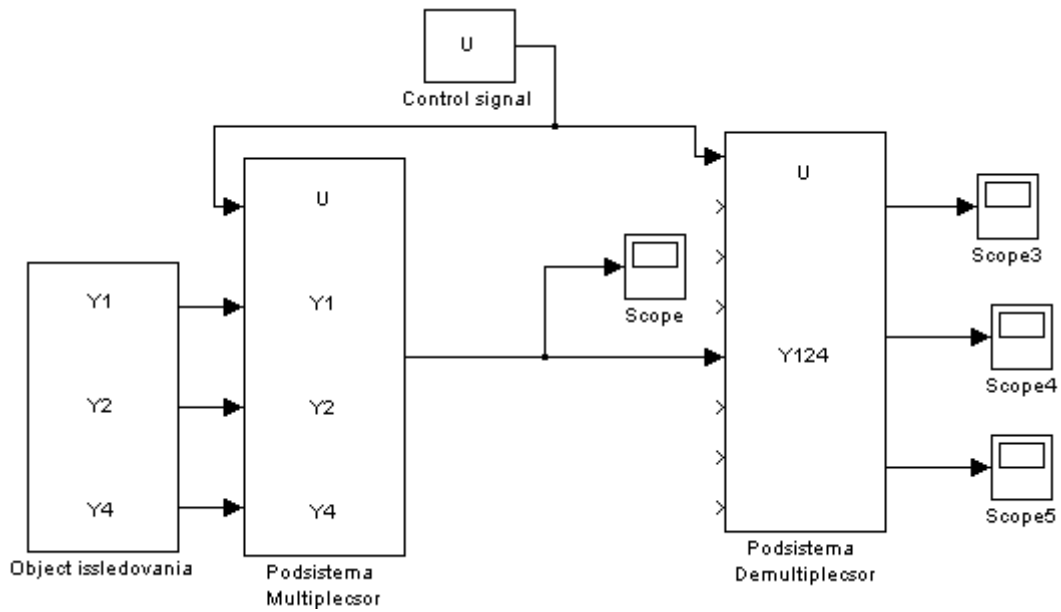 U
Control signal
U
Y1
Y2
Y4
Object issledovania
U
Y1
Y2
Y4
Podsistema
Multiplecsor
Scope
U
Y124
Podsistema
Demultiplecsor
Scope3
Scope4
Scope5